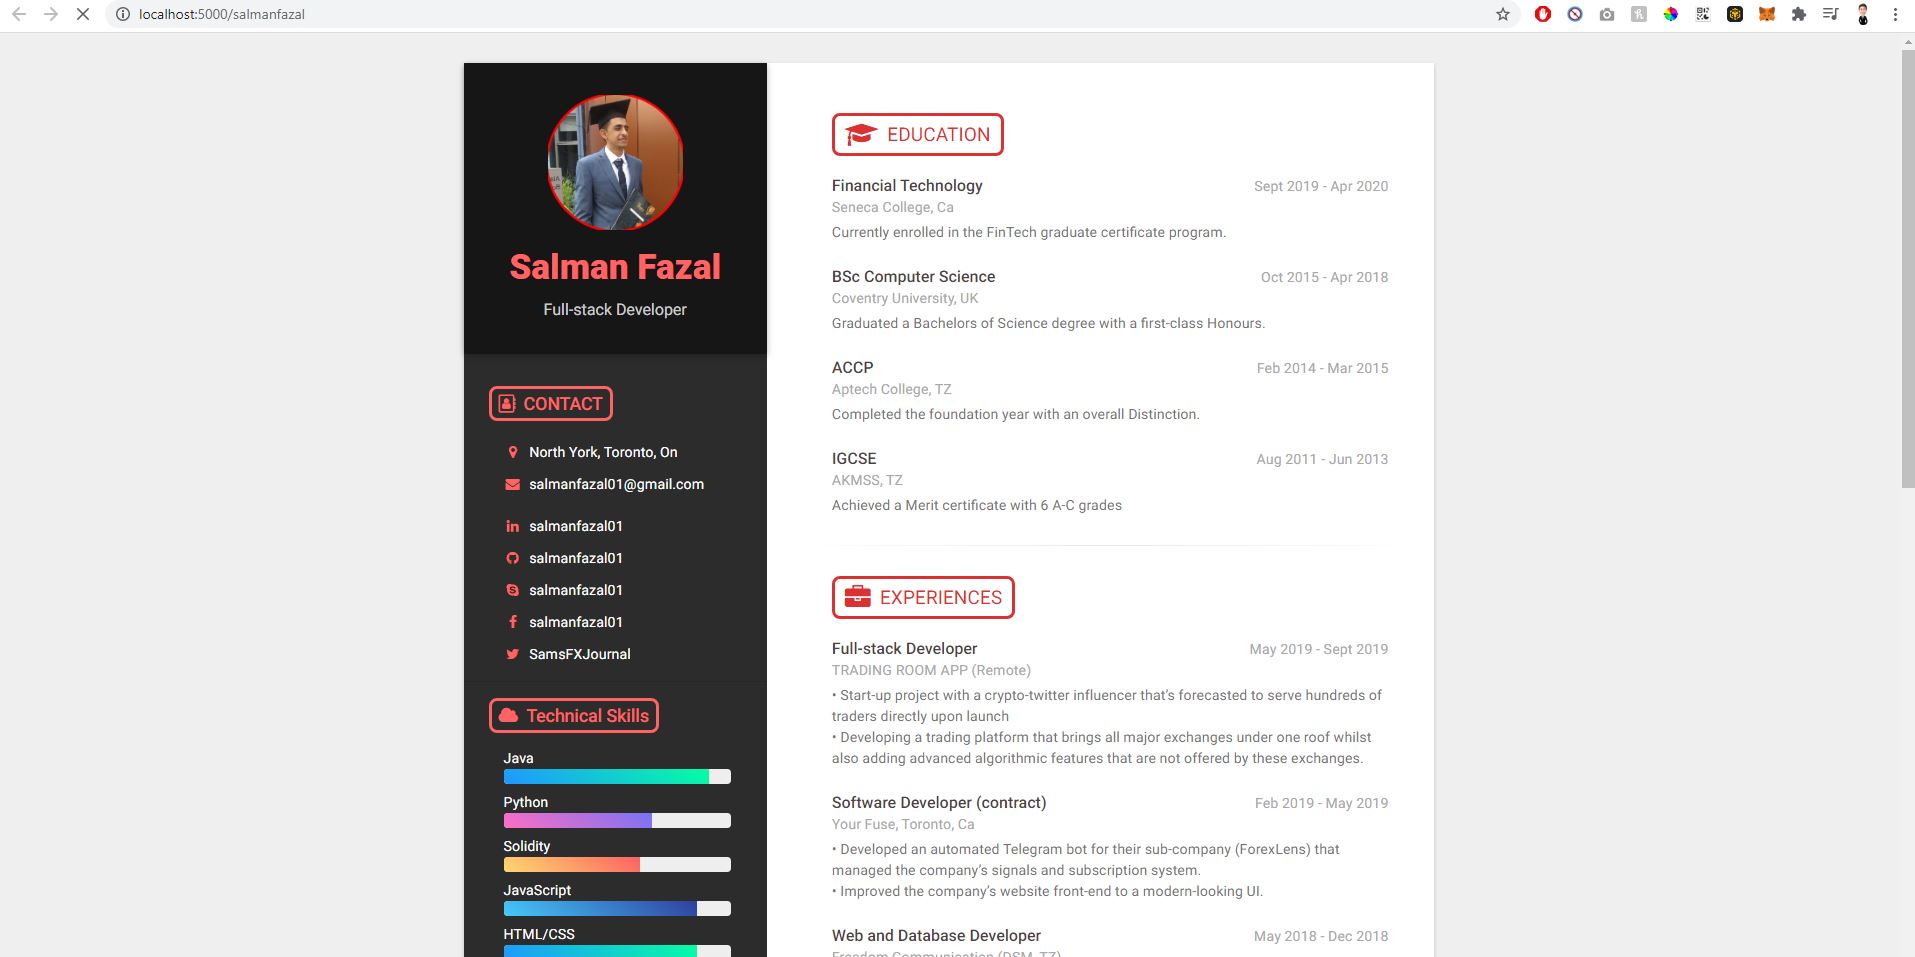 localhost:5000/salmanfazal
Salman Fazal
Full-stack Developer
CONTACT
North York, Toronto, On
salmanfazal01@gmail.com
salmanfazal01
salmanfazal01
salmanfazal01
salmanfazal01
SamsFXJournal
Technical Skills
Java
Python
Solidity
JavaScript
HTML/CSS
EDUCATION
Financial Technology Sept 2019 - Apr 2020
Seneca College, Ca
Currently enrolled in the FinTech graduate certificate program.
BSc Computer Science Oct 2015 - Apr 2018
Coventry University, UK
Graduated a Bachelors of Science degree with a first-class Honours.
ACCP Feb 2014 - Mar 2015
Aptech College, TZ
Completed the foundation year with an overall Distinction.
IGCSE Aug 2011 - Jun 2013
AKMSS, TZ
Achieved a Merit certificate with 6 A-C grades
EXPERIENCES
Full-stack Developer May 2019 - Sept 2019
TRADING ROOM APP (Remote)
• Start-up project with a crypto-twitter influencer that’s forecasted to serve hundreds of
traders directly upon launch
• Developing a trading platform that brings all major exchanges under one roof whilst
also adding advanced algorithmic features that are not offered by these exchanges.
Software Developer (contract) Feb 2019 - May 2019
Your Fuse, Toronto, Ca
• Developed an automated Telegram bot for their sub-company (ForexLens) that
managed the company’s signals and subscription system.
• Improved the company’s website front-end to a modern-looking UI.
Web and Database Developer May 2018 - Dec 2018
Freedom Communication (DSM, TZ)